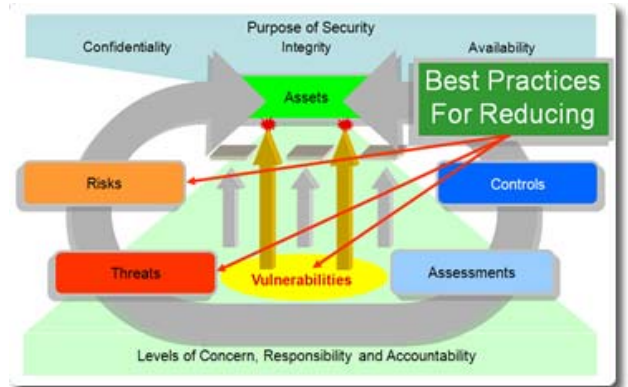 Purpose of Security
Confidentiality
Integrity
Availability
Assets
Best Practices
For Reducing
Risks
Controls
Threats
Vulnerabilities
Assessments
Levels of Concern, Responsibility and Accountability